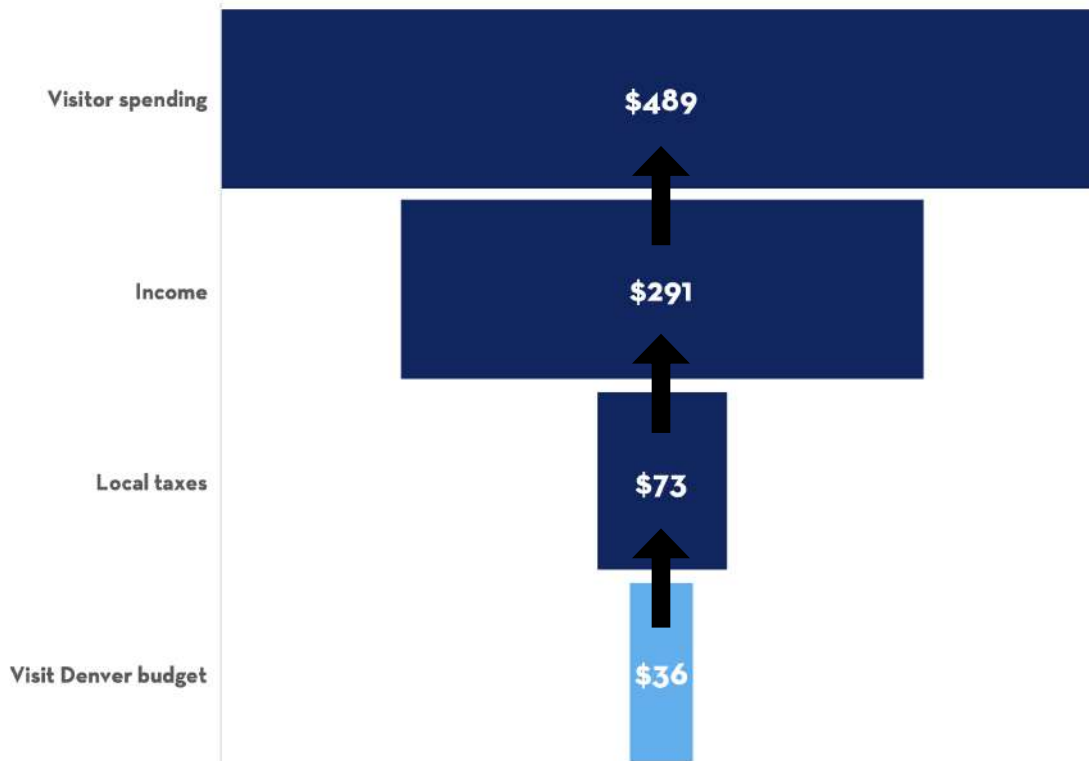 Visitor spending
$489
Income
$291
Local taxes
$73
Visit Denver budget
$36